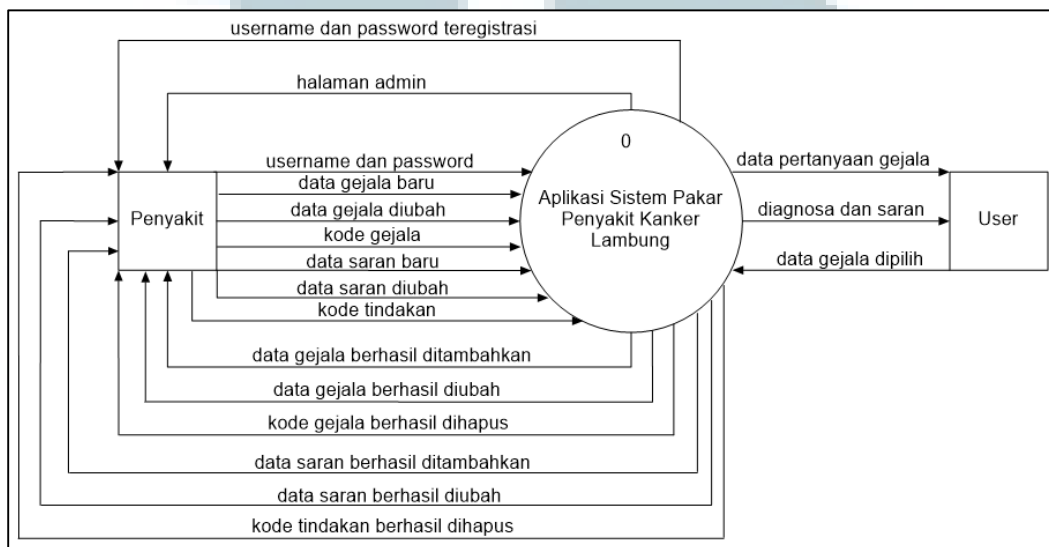 username dan password teregistrasi
halaman admin
0
username dan password
data gejala baru
data gejala diubah
kode gejala
data saran baru
data saran diubah
kode tindakan
Penyakit
Aplikasi Sistem Pakar
Penyakit Kanker
Lambung
data pertanyaan gejala
diagnosa dan saran
data gejala dipilih
User
data gejala berhasil ditambahkan
data gejala berhasil diubah
kode gejala berhasil dihapus
data saran berhasil ditambahkan
data saran berhasil diubah
kode tindakan berhasil dihapus